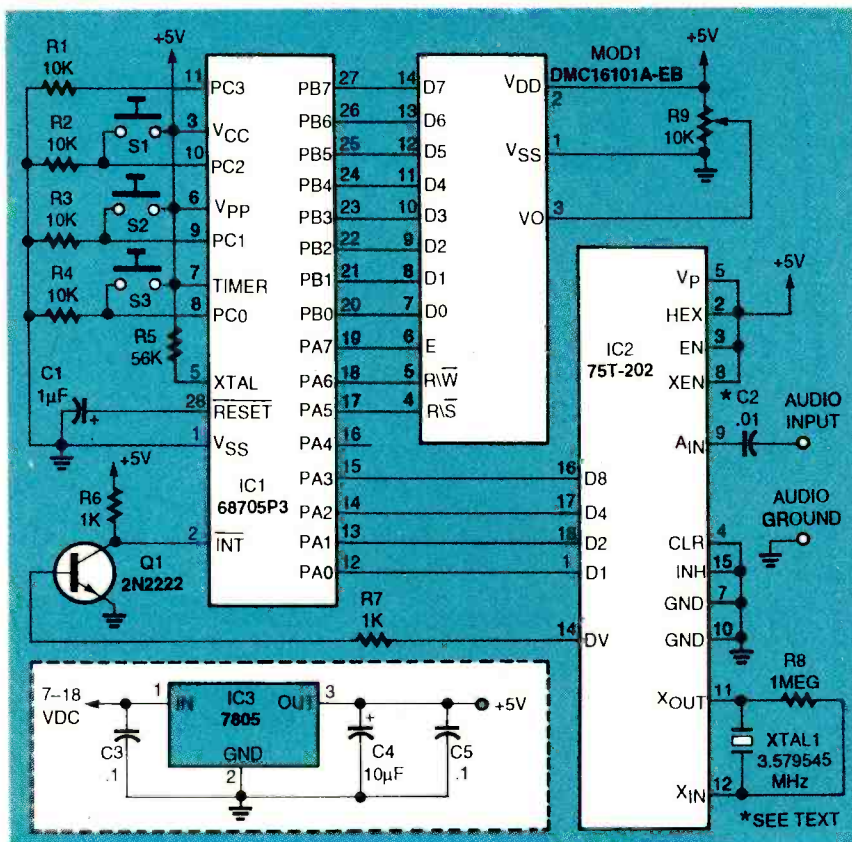 +5V
R1
10K
R2
10K
R3
10K
R4
10K
S1
S2
S3
R5
56K
C1
1µF
+
+5V
R6
1K
Q1
2N2222
11 PC3
3 VCC
10 PC2
6 VPP
9 PC1
7 TIMER
8 PC0
5 XTAL
28 RESET
1 VSS
2 INT
IC1
68705P3
PB7 27
PB6 26
PB5 25
PB4 24
PB3 23
PB2 22
PB1 21
PB0 20
PA7 19
PA6 18
PA5 17
PA4 16
PA3 15
PA2 14
PA1 13
PA0 12
14 D7
13 D6
12 D5
11 D4
10 D3
9 D2
8 D1
7 D0
6 E
5 R\W
4 R\S
MOD1
DMC16101A-EB
VDD 2
VSS 1
VO 3
+5V
R9
10K
IC2
75T-202
16 D8
17 D4
18 D2
1 D1
14 DV
R7
1K
VP 5
HEX 2
EN 3
XEN 8
AIN 9
CLR 4
INH 15
GND 7
GND 10
XOUT 11
XIN 12
+5V
*C2
.01
AUDIO
INPUT
AUDIO
GROUND
R8
1MEG
XTAL1
3.579545
MHz
*SEE TEXT
7–18
VDC
1 IN
IC3
7805
OUT 3
GND
2
C3
.1
+
C4
10µF
C5
.1
+5V